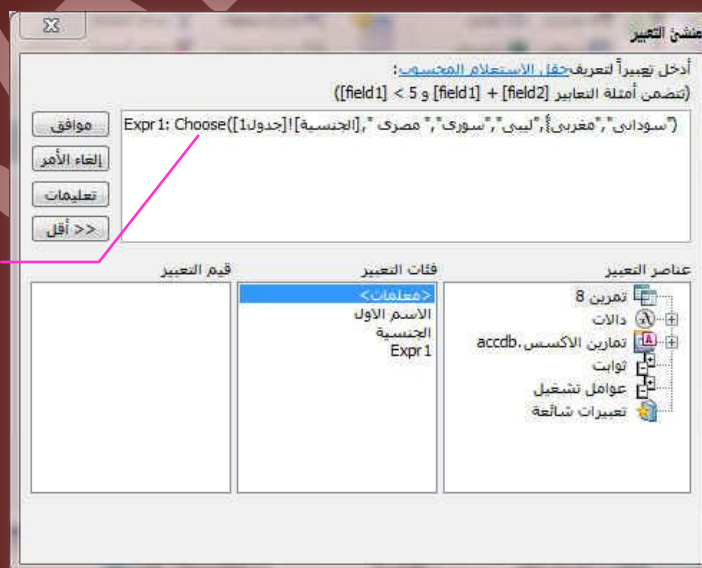 منشئ التعبير
أدخل تعبيراً لتعريف حقل الاستعلام المحسوب:
(تتضمن أمثلة التعابير [field1] + [field2] و [field1] < 5)
Expr1: Choose([جدول1]![الجنسية]," مصرى ","سورى","ليبى","مغربى","سودانى")
موافق
إلغاء الأمر
تعليمات
<< أقل
عناصر التعبير
تمرين 8
دالات
تمارين الاكسس.accdb
ثوابت
عوامل تشغيل
تعبيرات شائعة
فئات التعبير
<معلمات>
الاسم الاول
الجنسية
Expr1
قيم التعبير